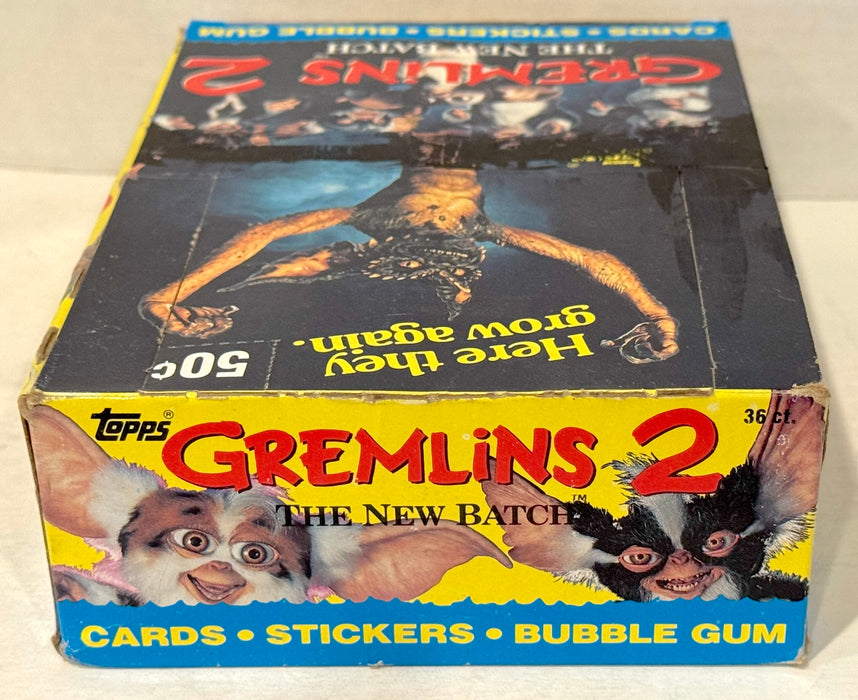 CARDS • STICKERS • BUBBLE GUM
THE NEW BATCH
GREMLINS 2
Here they
grow again.
50¢
topps®
GREMLINS 2
36 ct.
THE NEW BATCH™
CARDS • STICKERS • BUBBLE GUM